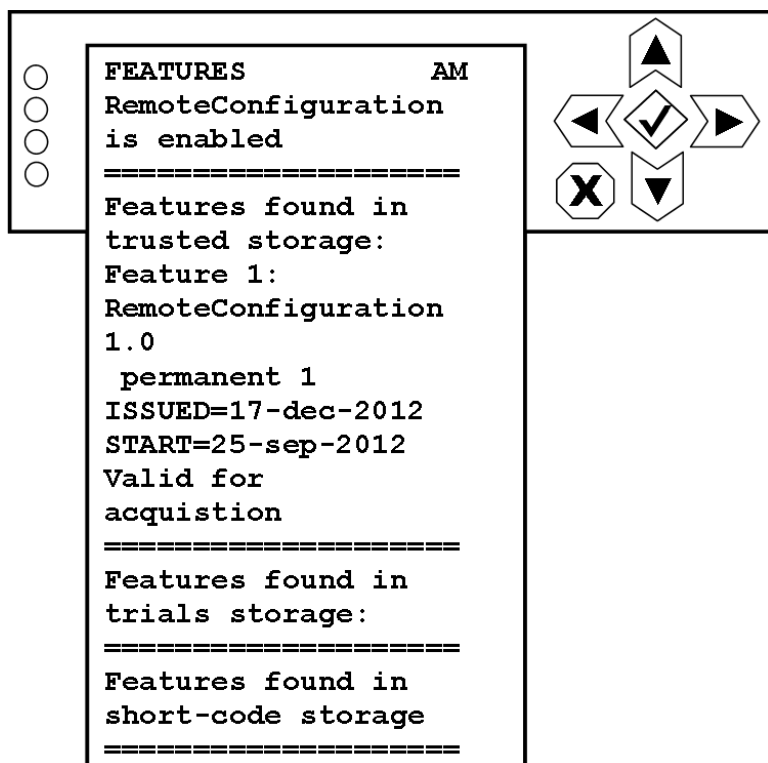 FEATURES AM
RemoteConfiguration
is enabled
====================
Features found in
trusted storage:
Feature 1:
RemoteConfiguration
1.0
permanent 1
ISSUED=17-dec-2012
START=25-sep-2012
Valid for
acquistion
====================
Features found in
trials storage:
====================
Features found in
short-code storage
====================